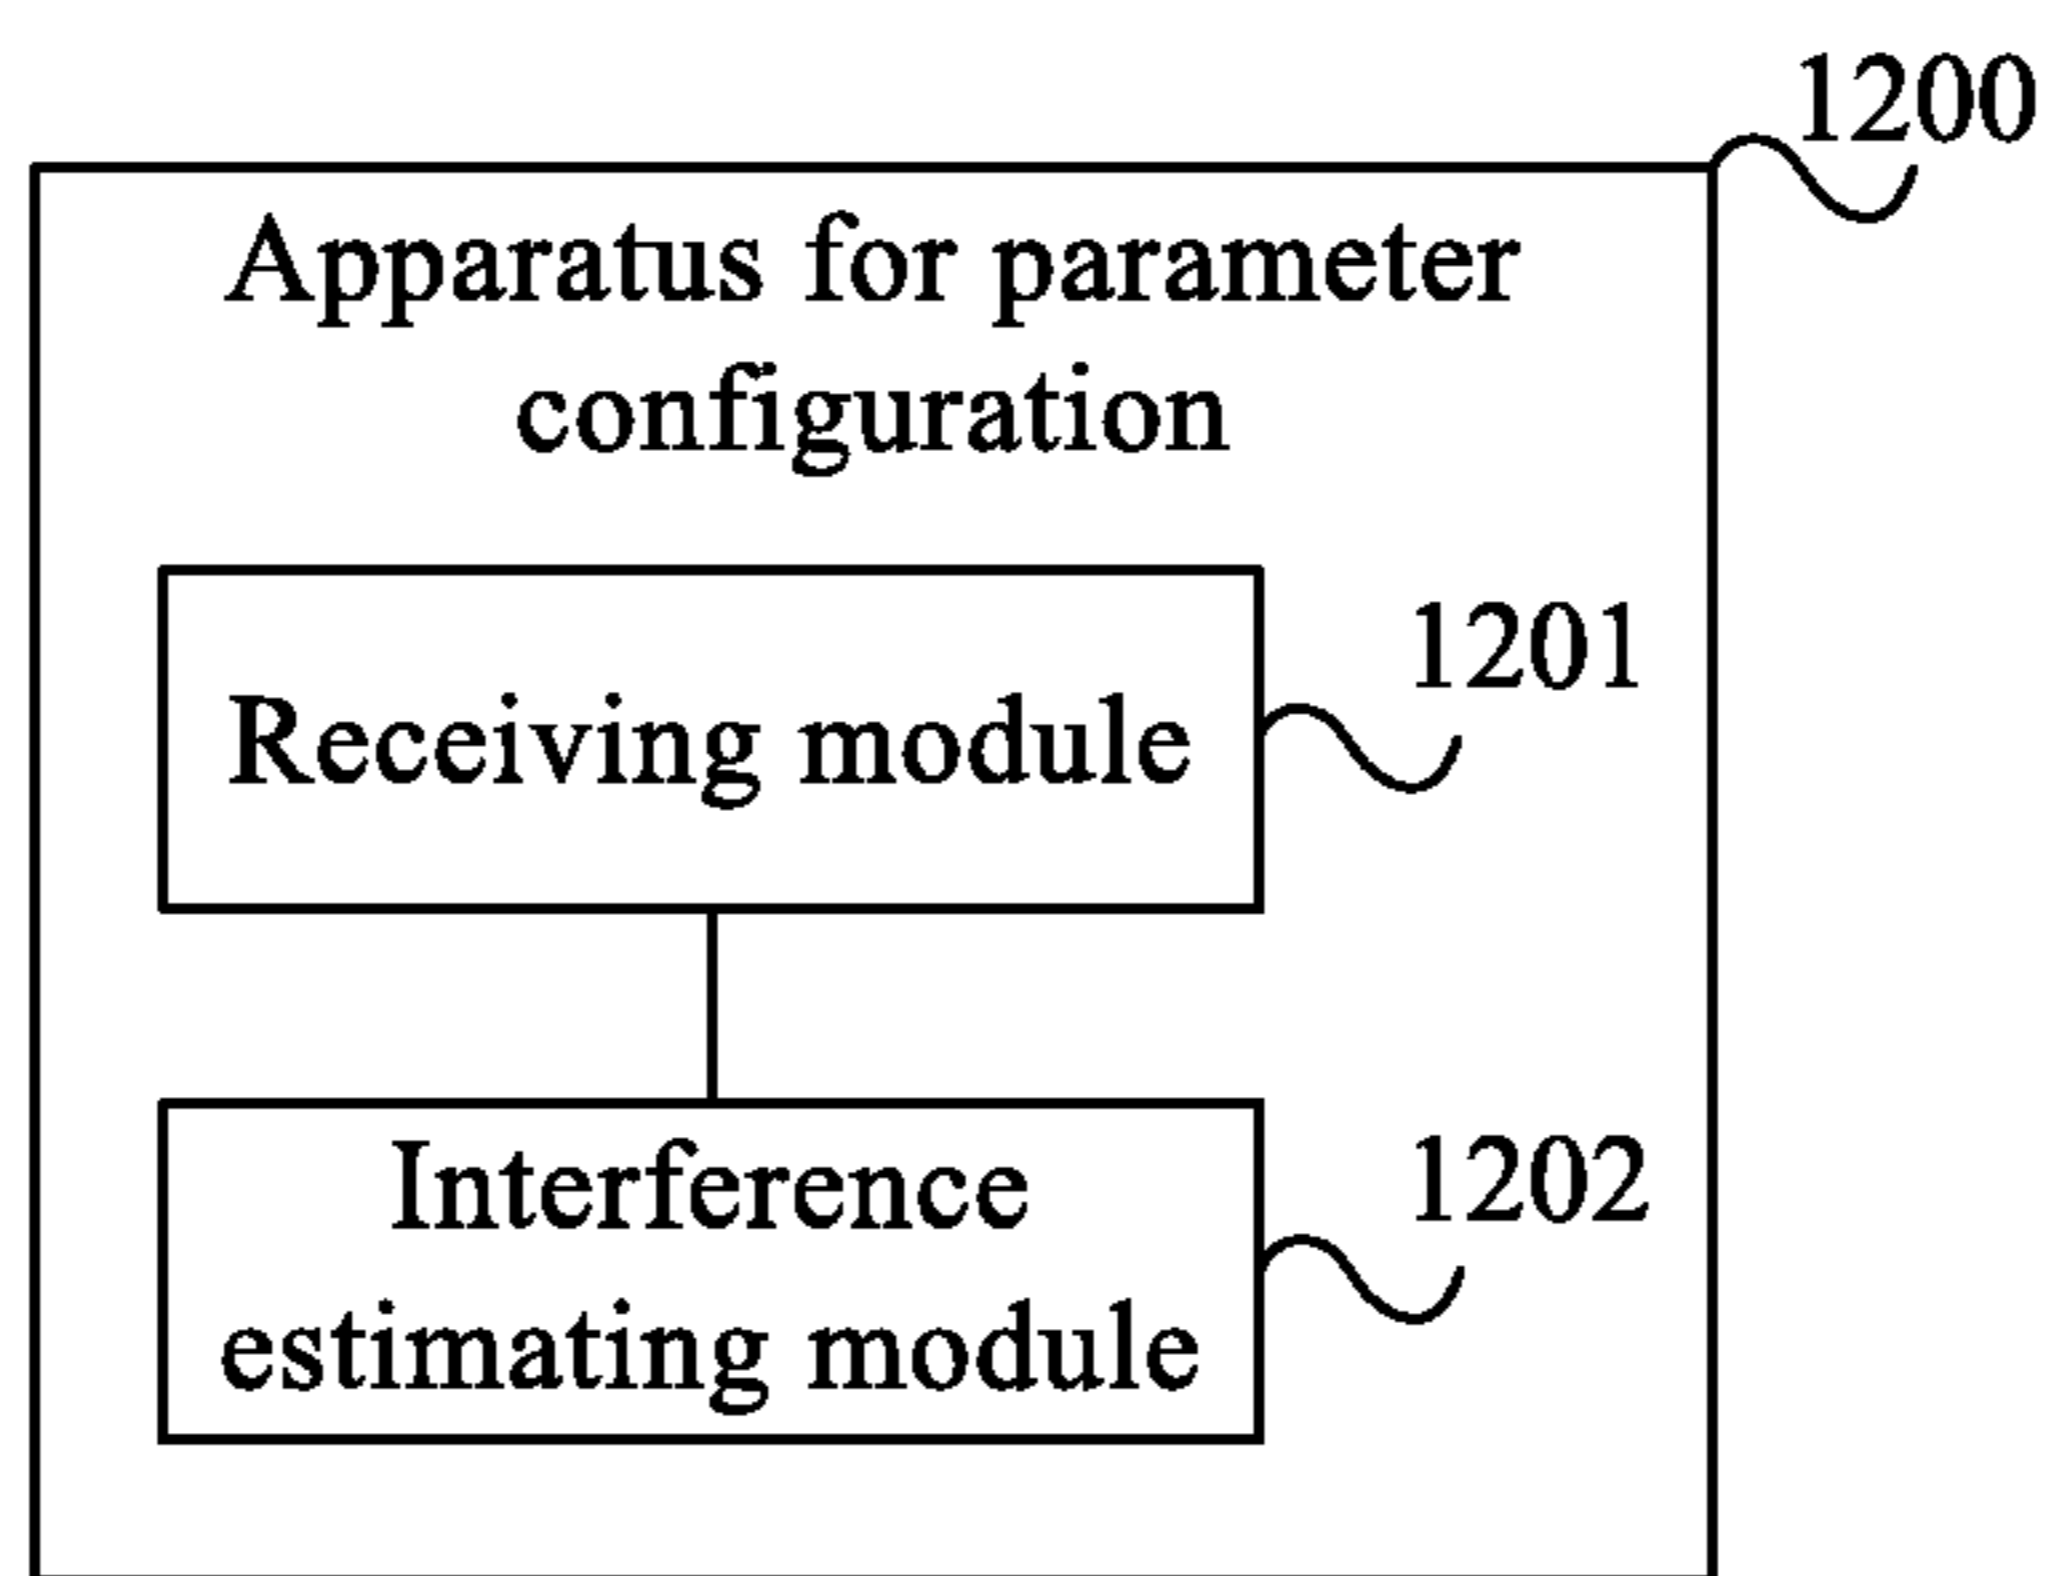 1200
Apparatus for parameter
configuration
1201
Receiving module
1202
Interference
estimating module